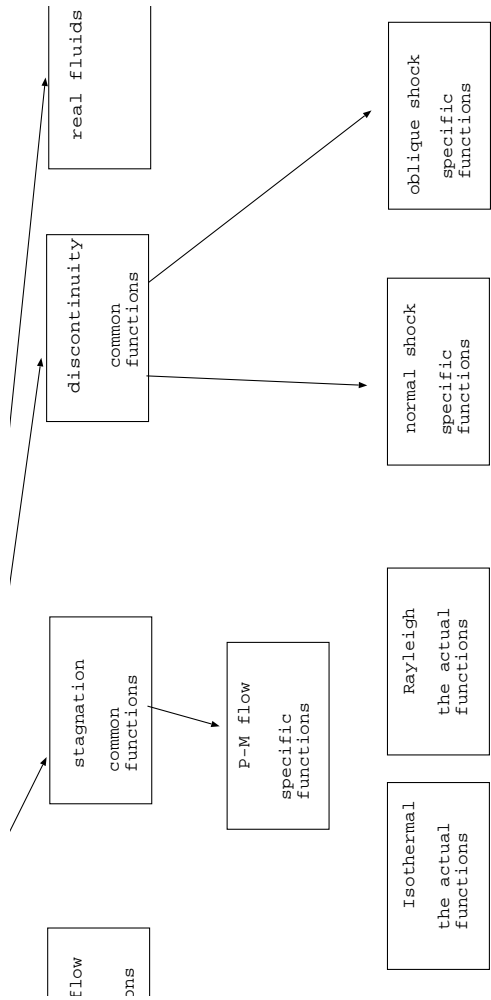 real fluids
discontinuity
common
functions
oblique shock
specific
functions
normal shock
specific
functions
stagnation
common
functions
P-M flow
specific
functions
Rayleigh
the actual
functions
Isothermal
the actual
functions
flow